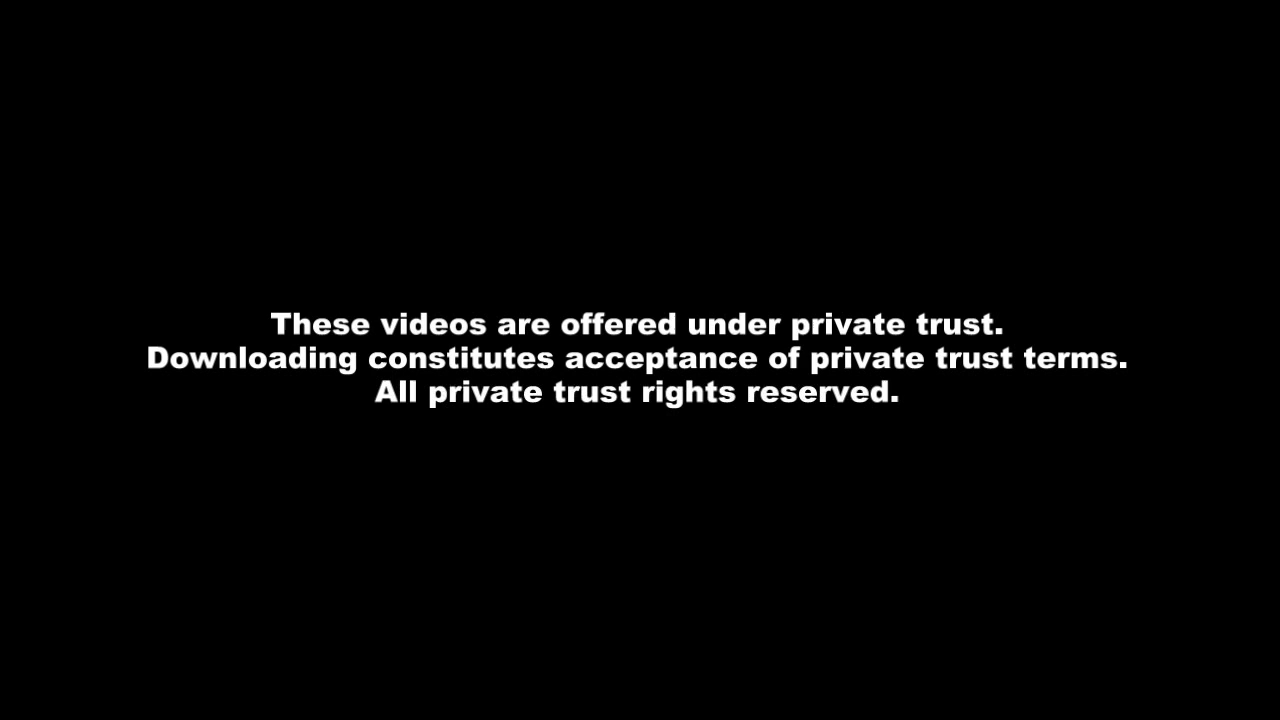 These videos are offered under private trust.
Downloading constitutes acceptance of private trust terms.
All private trust rights reserved.